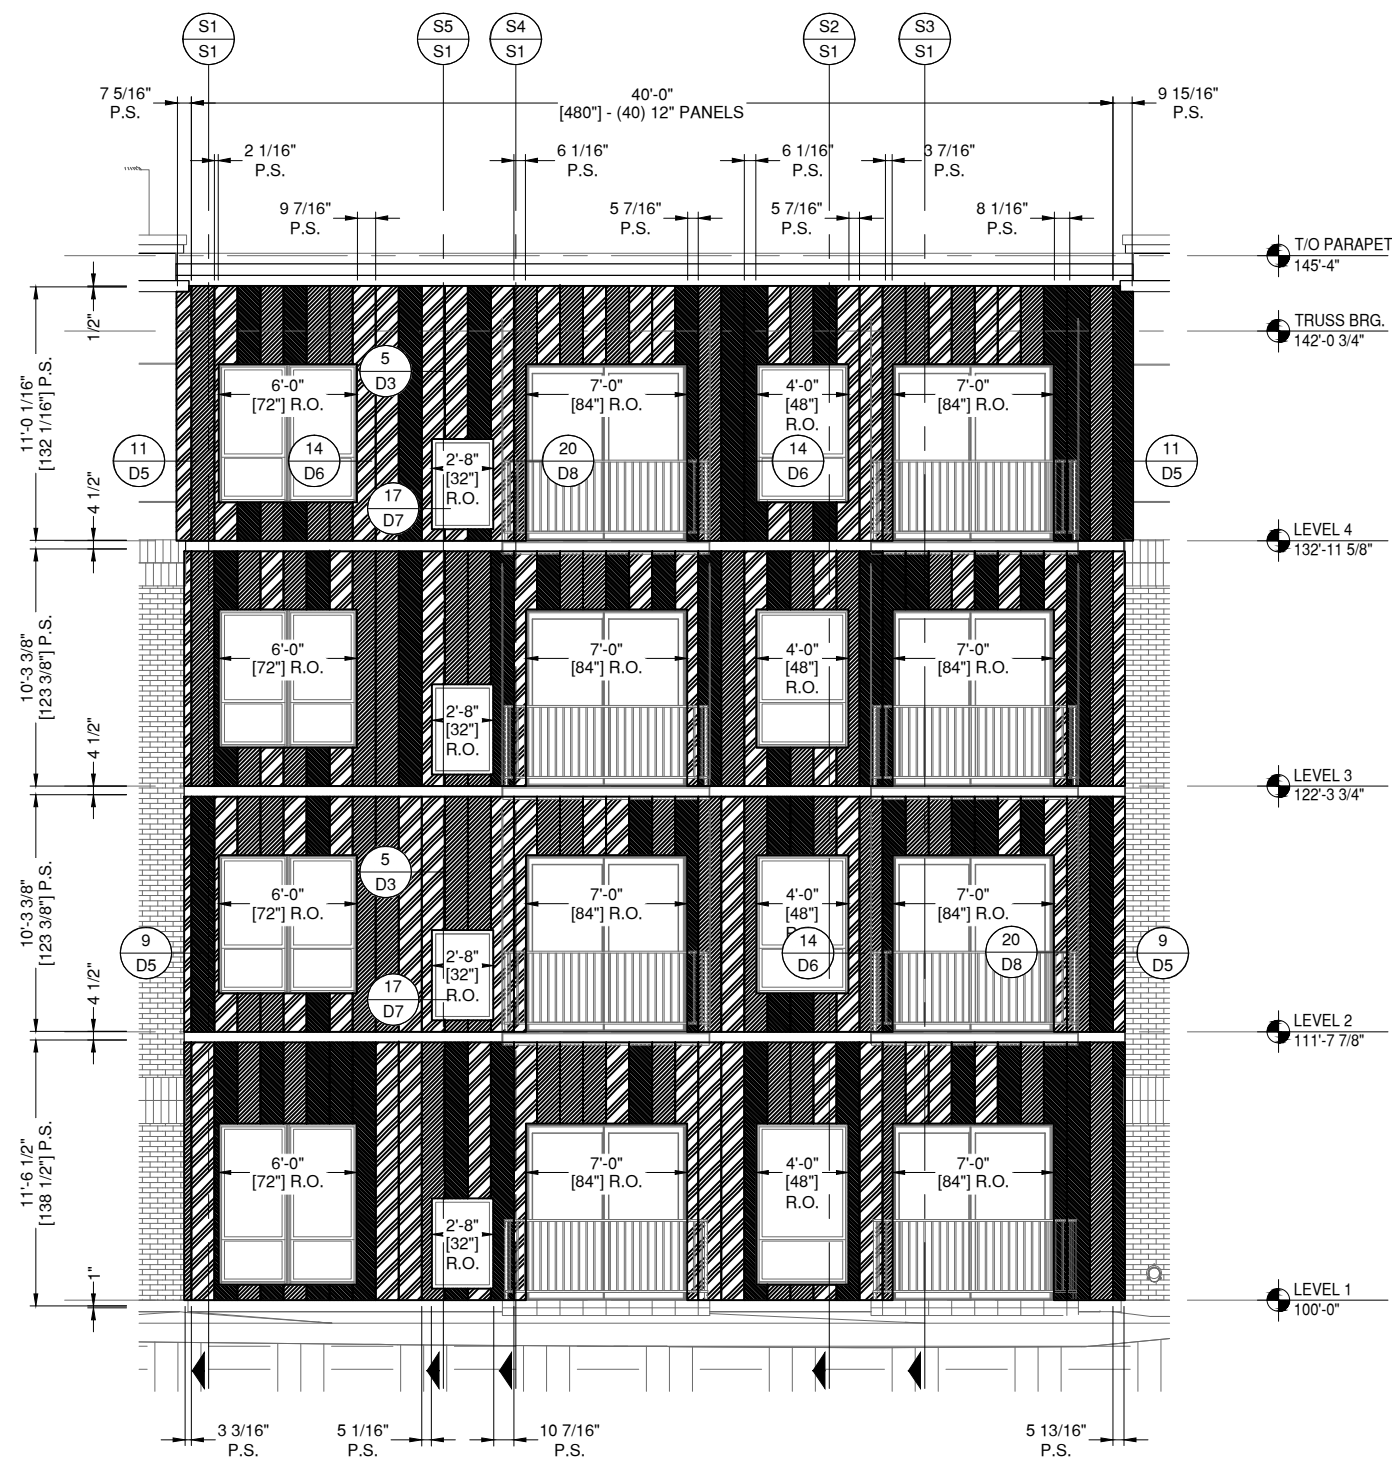 S1
S1
S5
S1
S4
S1
S2
S1
S3
S1
7 5/16"
P.S.
40'-0"
[480"] - (40) 12" PANELS
9 15/16"
P.S.
2 1/16"
P.S.
6 1/16"
P.S.
6 1/16"
P.S.
3 7/16"
P.S.
9 7/16"
P.S.
5 7/16"
P.S.
5 7/16"
P.S.
8 1/16"
P.S.
T/O PARAPET
145'-4"
TRUSS BRG.
142'-0 3/4"
1/2"
11'-0 1/16"
[132 1/16"] P.S.
4 1/2"
5
D3
6'-0"
[72"] R.O.
7'-0"
[84"] R.O.
4'-0"
[48"]
R.O.
7'-0"
[84"] R.O.
11
D5
14
D6
2'-8"
[32"]
R.O.
20
D8
14
D6
11
D5
17
D7
LEVEL 4
132'-11 5/8"
10'-3 3/8"
[123 3/8"] P.S.
4 1/2"
6'-0"
[72"] R.O.
7'-0"
[84"] R.O.
4'-0"
[48"]
R.O.
7'-0"
[84"] R.O.
2'-8"
[32"]
R.O.
LEVEL 3
122'-3 3/4"
10'-3 3/8"
[123 3/8"] P.S.
4 1/2"
5
D3
6'-0"
[72"] R.O.
7'-0"
[84"] R.O.
4'-0"
[48"]
7'-0"
[84"] R.O.
9
D5
2'-8"
[32"]
R.O.
14
D6
20
D8
9
D5
17
D7
LEVEL 2
111'-7 7/8"
11'-6 1/2"
[138 1/2"] P.S.
1"
6'-0"
[72"] R.O.
7'-0"
[84"] R.O.
4'-0"
[48"]
R.O.
7'-0"
[84"] R.O.
2'-8"
[32"]
R.O.
LEVEL 1
100'-0"
3 3/16"
P.S.
5 1/16"
P.S.
10 7/16"
P.S.
5 13/16"
P.S.